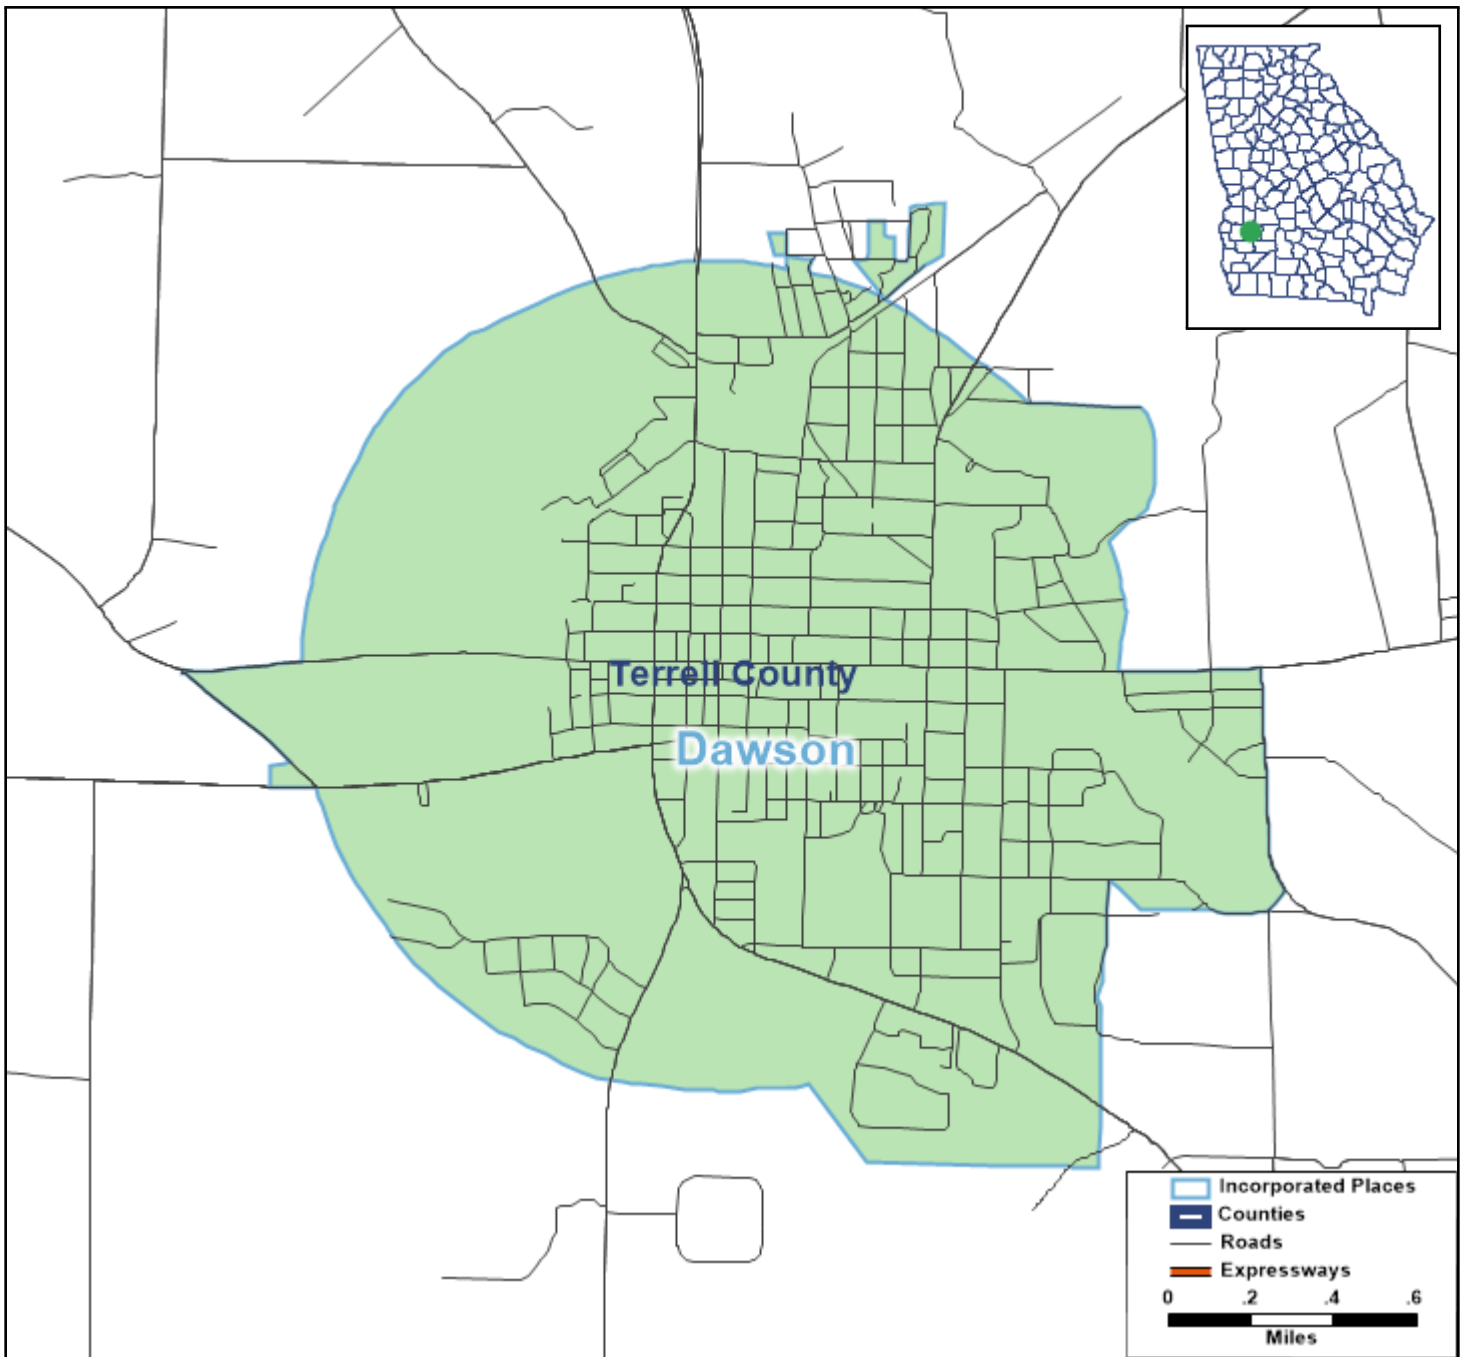 Terrell County
Dawson
Incorporated Places
Counties
Roads
Expressways
0 .2 .4 .6
Miles